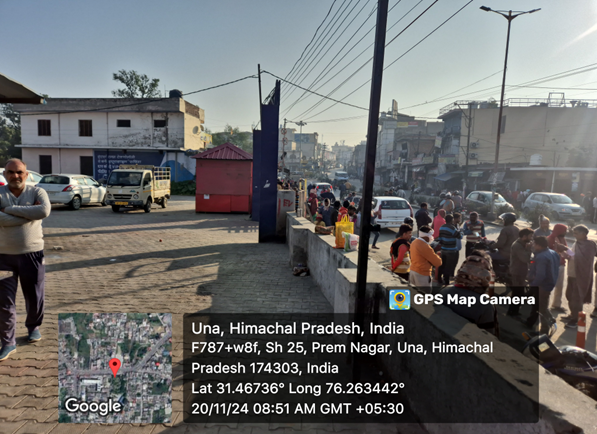 GPS Map Camera
Una, Himachal Pradesh, India
F787+w8f, Sh 25, Prem Nagar, Una, Himachal
Pradesh 174303, India
Lat 31.46736° Long 76.263442°
20/11/24 08:51 AM GMT +05:30
Google